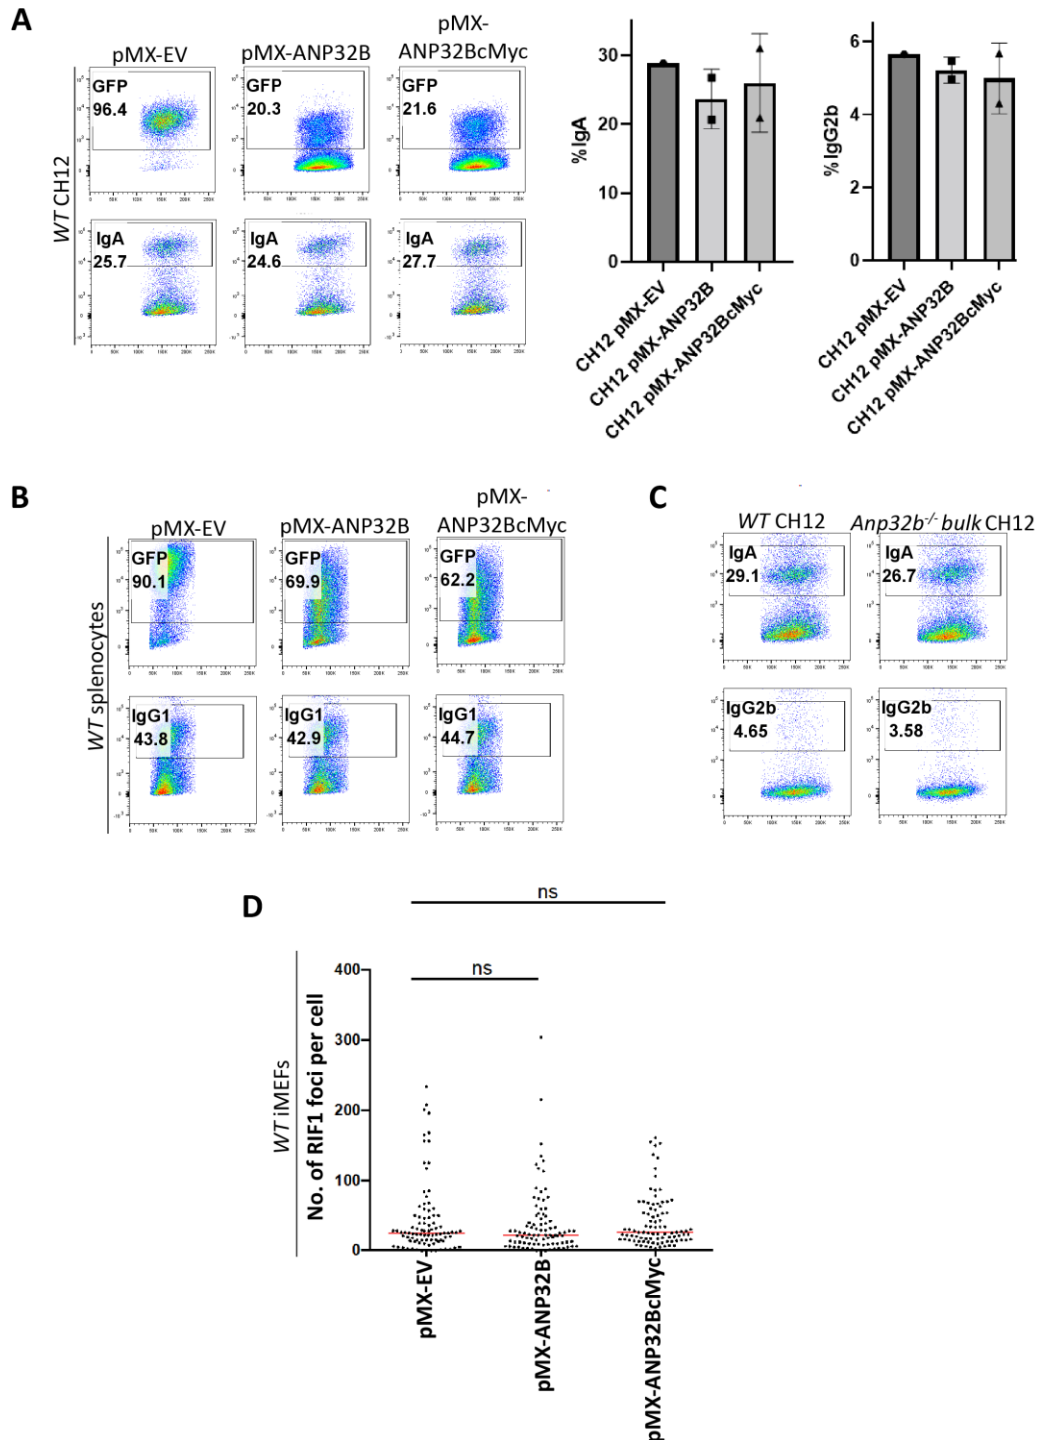 A
pMX-EV
pMX-ANP32B
pMX-
ANP32BcMyc
WT CH12
GFP
96.4
GFP
20.3
GFP
21.6
IgA
25.7
IgA
24.6
IgA
27.7
%IgA
30
20
10
0
CH12 pMX-EV
CH12 pMX-ANP32B
CH12 pMX-ANP32BcMyc
%IgG2b
6
4
2
0
CH12 pMX-EV
CH12 pMX-ANP32B
CH12 pMX-ANP32BcMyc
B
pMX-EV
pMX-ANP32B
pMX-
ANP32BcMyc
WT splenocytes
GFP
90.1
GFP
69.9
GFP
62.2
IgG1
43.8
IgG1
42.9
IgG1
44.7
C
WT CH12
Anp32b-/- bulk CH12
IgA
29.1
IgA
26.7
IgG2b
4.65
IgG2b
3.58
D
ns
ns
WT iMEFs
No. of RIF1 foci per cell
400
300
200
100
0
pMX-EV
pMX-ANP32B
pMX-ANP32BcMyc